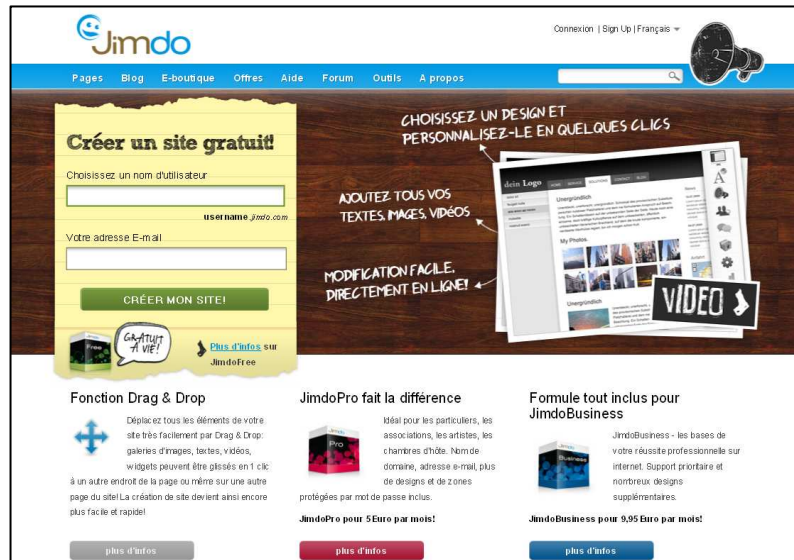 Jimdo
Connexion | Sign Up | Français
Pages Blog E-boutique Offres Aide Forum Outils A propos
Créer un site gratuit!
Choisissez un nom d'utilisateur
username.jimdo.com
Votre adresse E-mail
CRÉER MON SITE!
Free
GRATUIT
À VIE!
Plus d'infos sur
JimdoFree
CHOISISSEZ UN DESIGN ET
PERSONNALISEZ-LE EN QUELQUES CLICS
AJOUTEZ TOUS VOS
TEXTES, IMAGES, VIDÉOS
MODIFICATION FACILE,
DIRECTEMENT EN LIGNE!
dein Logo
HOME SERVICE SOLUTIONS CONTACT BLOG
Unergründlich
My Photos.
Unergründlich
VIDEO
Fonction Drag & Drop
Déplacez tous les éléments de votre
site très facilement par Drag & Drop:
galeries d'images, textes, vidéos,
widgets peuvent être glissés en 1 clic
à un autre endroit de la page ou même sur une autre
page du site! La création de site devient ainsi encore
plus facile et rapide!
plus d'infos
JimdoPro fait la différence
Pro
Idéal pour les particuliers, les
associations, les artistes, les
chambres d'hôte. Nom de
domaine, adresse e-mail, plus
de designs et de zones
protégées par mot de passe inclus.
JimdoPro pour 5 Euro par mois!
plus d'infos
Formule tout inclus pour
JimdoBusiness
Business
JimdoBusiness - les bases de
votre réussite professionnelle sur
internet. Support prioritaire et
nombreux designs
supplémentaires.
JimdoBusiness pour 9,95 Euro par mois!
plus d'infos